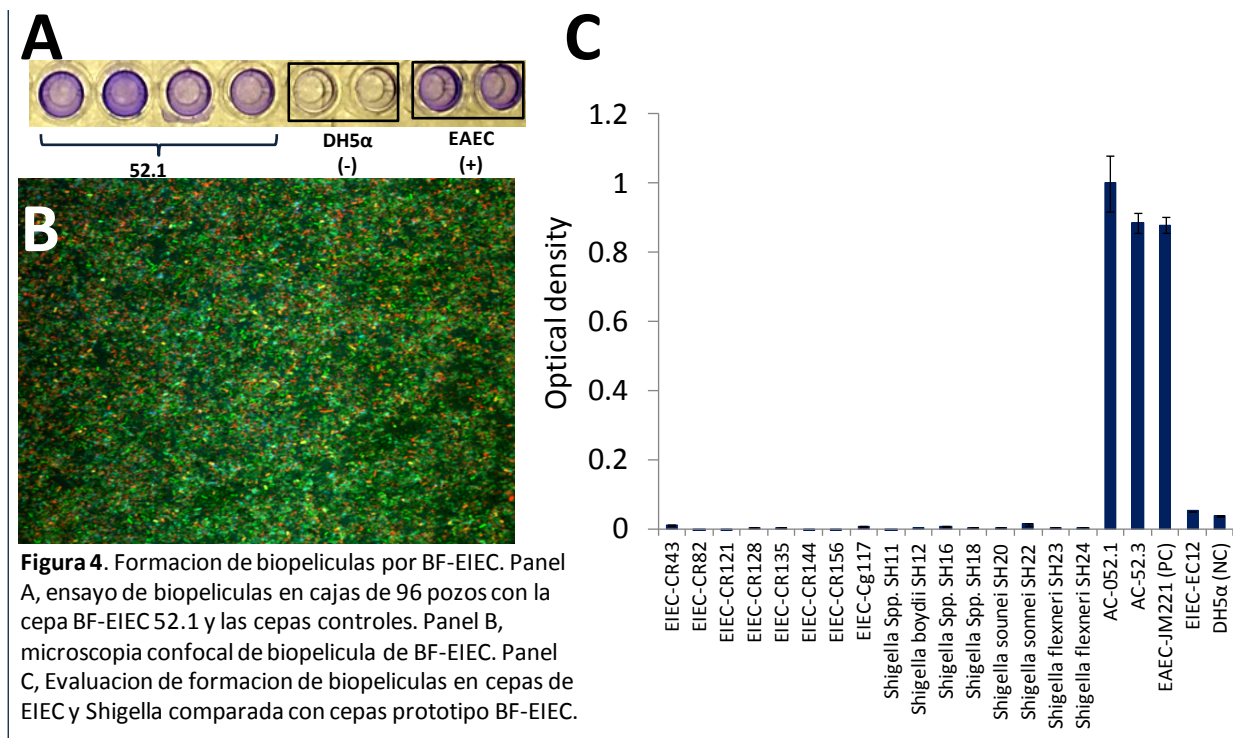 A
52.1
DH5α
(-)
EAEC
(+)
B
Figura 4. Formacion de biopeliculas por BF-EIEC. Panel
A, ensayo de biopeliculas en cajas de 96 pozos con la
cepa BF-EIEC 52.1 y las cepas controles. Panel B,
microscopia confocal de biopelicula de BF-EIEC. Panel
C, Evaluacion de formacion de biopeliculas en cepas de
EIEC y Shigella comparada con cepas prototipo BF-EIEC.
C
Optical density
1.2
1
0.8
0.6
0.4
0.2
0
EIEC-CR43
EIEC-CR82
EIEC-CR121
EIEC-CR128
EIEC-CR135
EIEC-CR144
EIEC-CR156
EIEC-Cg117
Shigella Spp. SH11
Shigella boydii SH12
Shigella Spp. SH16
Shigella Spp. SH18
Shigella sounei SH20
Shigella sonnei SH22
Shigella flexneri SH23
Shigella flexneri SH24
AC-052.1
AC-52.3
EAEC-JM221 (PC)
EIEC-EC12
DH5α (NC)